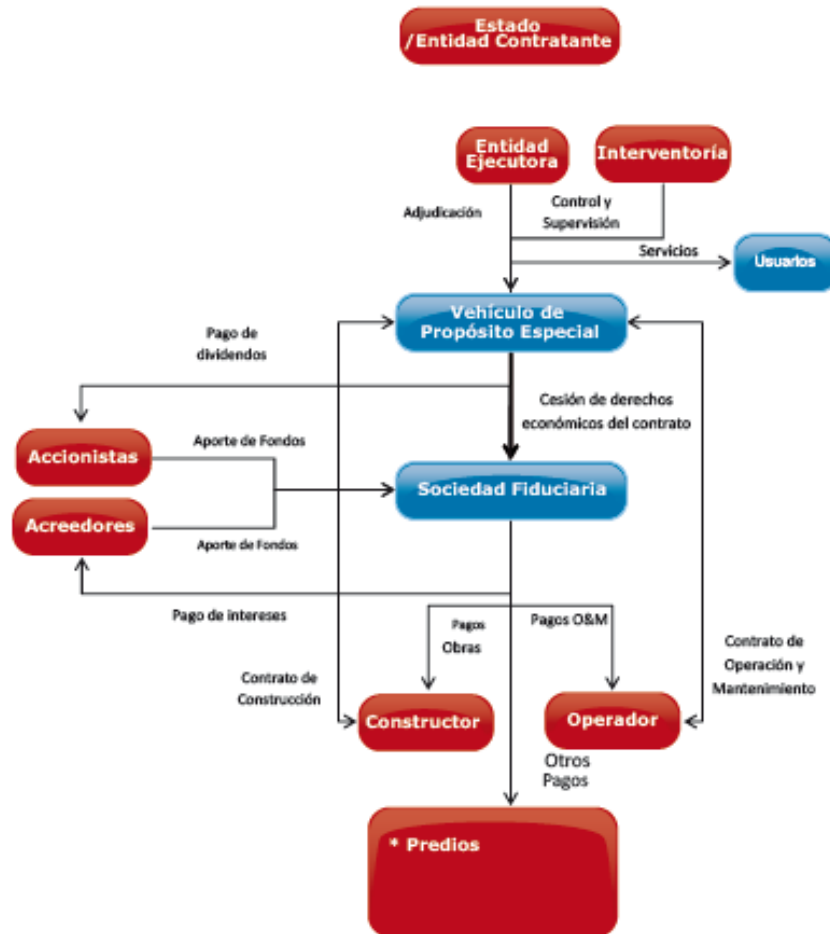 Estado
/Entidad Contratante
Entidad
Ejecutora
Interventoría
Adjudicación
Control y
Supervisión
Servicios
Usuarios
Vehículo de
Propósito Especial
Pago de
dividendos
Cesión de derechos
económicos del contrato
Accionistas
Aporte de Fondos
Sociedad Fiduciaria
Acreedores
Aporte de Fondos
Pago de intereses
Pagos
Obras
Pagos O&M
Contrato de
Operación y
Mantenimiento
Contrato de
Construcción
Constructor
Operador
Otros
Pagos
* Predios